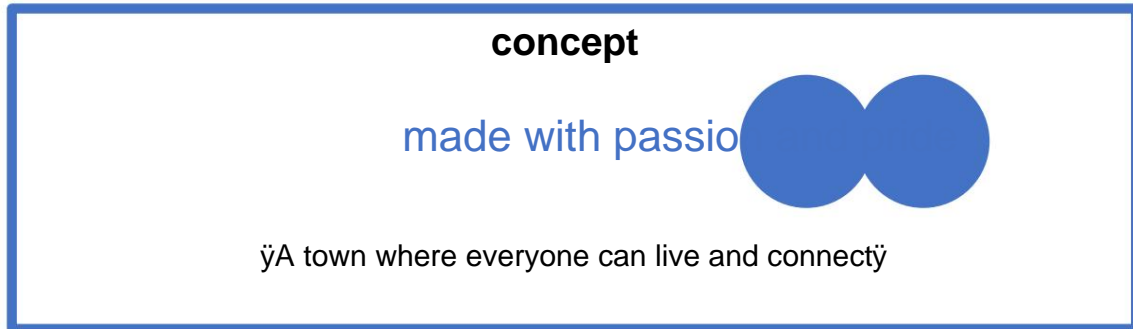 concept
made with passio
ÿA town where everyone can live and connectÿ